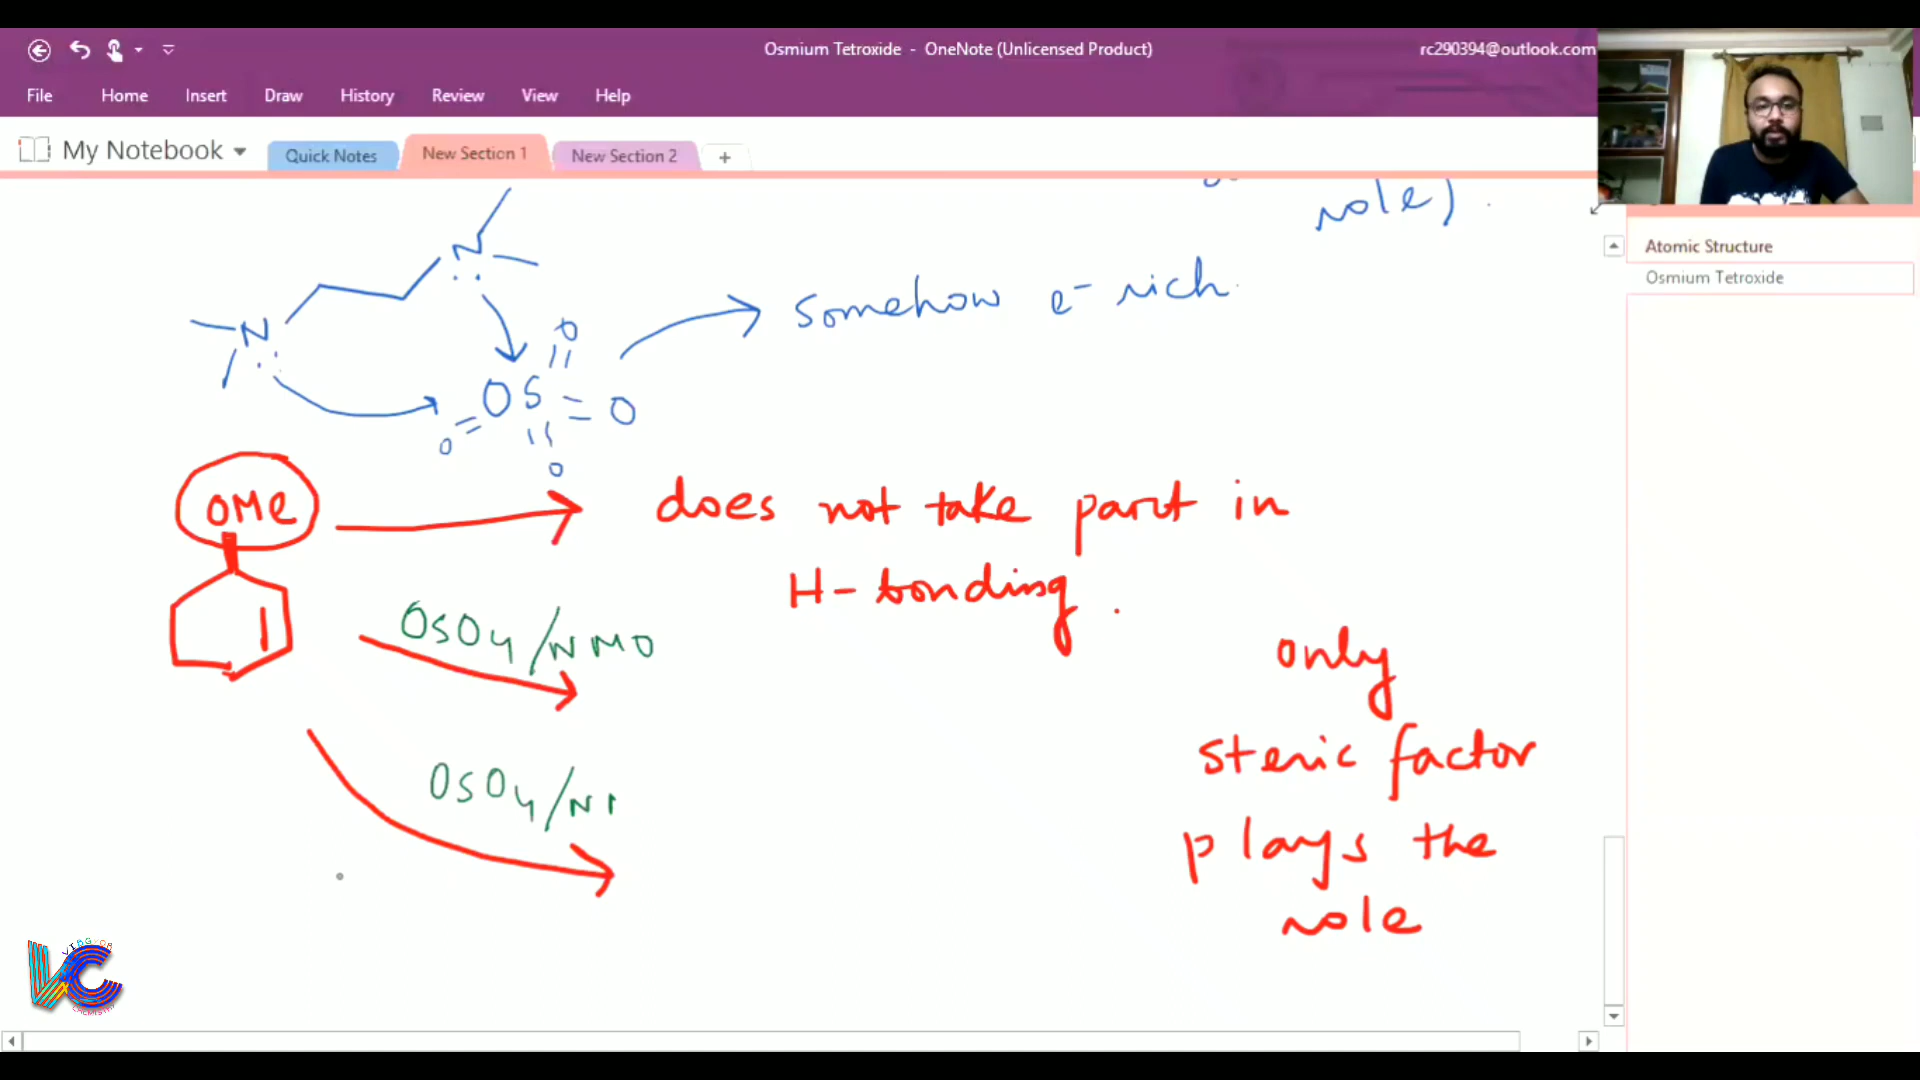 Osmium Tetroxide - OneNote (Unlicensed Product)
rc290394@outlook.com
File Home Insert Draw History Review View Help
My Notebook
Quick Notes
New Section 1
New Section 2
+
Atomic Structure
Osmium Tetroxide
role)
N
N
somehow e⁻ rich
O
O = Os = O
O
OMe
does not take part in
H-bonding.
OsO4/NMO
only
steric factor
plays the
role
OsO4/N
VC
CHEMISTRY